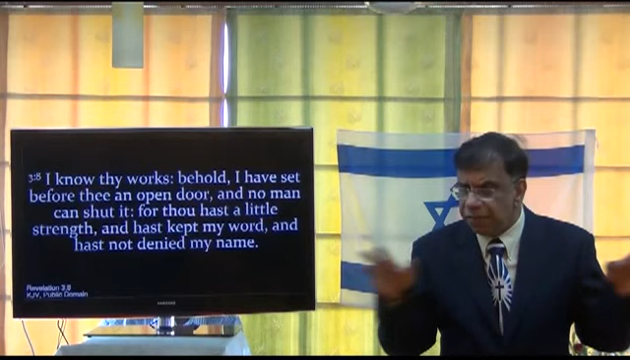 3:8 I know thy works: behold, I have set
before thee an open door, and no man
can shut it: for thou hast a little
strength, and hast kept my word, and
hast not denied my name.
Revelation 3,8
KJV, Public Domain
SAMSUNG